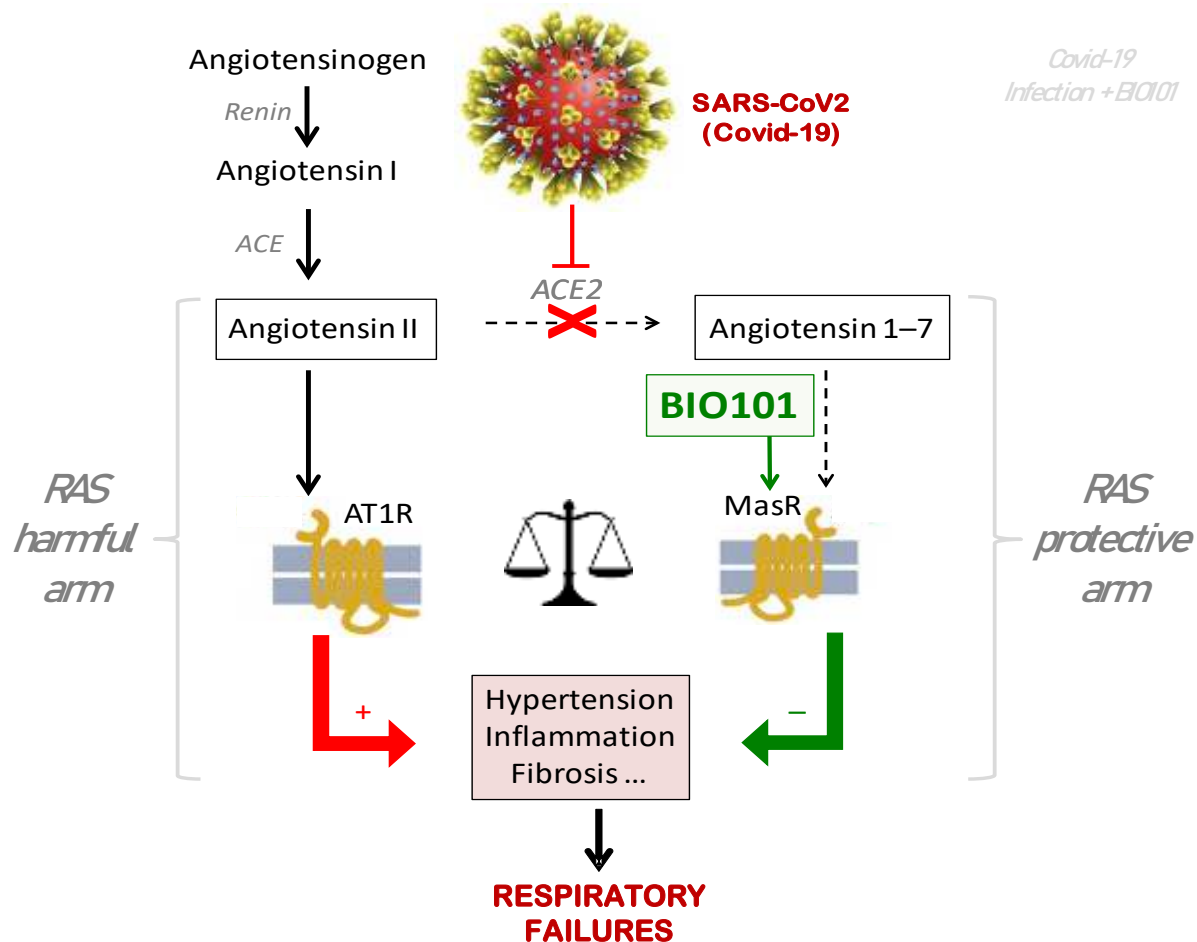 Angiotensinogen
Covid-19
Infection +BIO101
Renin
SARS-CoV2
(Covid-19)
Angiotensin I
ACE
ACE2
Angiotensin II
Angiotensin 1–7
BIO101
RAS
harmful
arm
AT1R
MasR
RAS
protective
arm
+
–
Hypertension
Inflammation
Fibrosis ...
RESPIRATORY
FAILURES